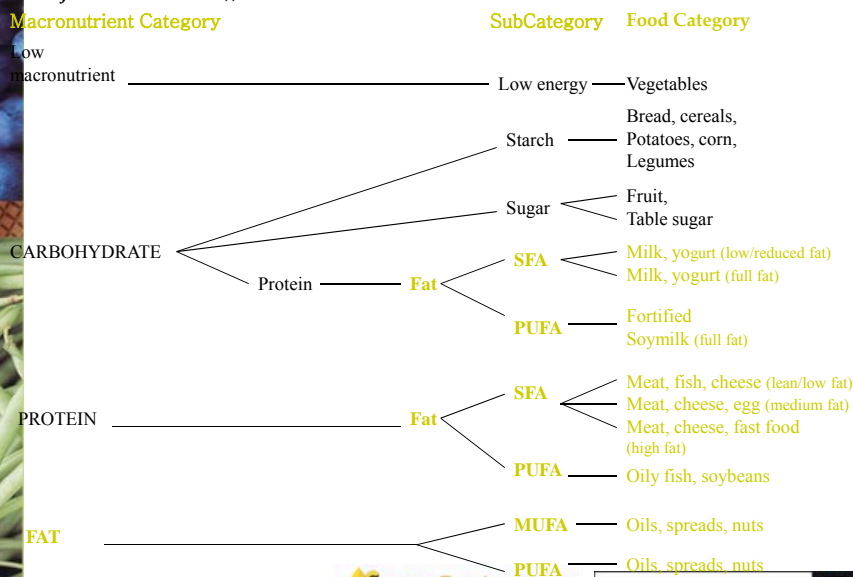 Macronutrient Category SubCategory Food Category
Low
macronutrient
Low energy Vegetables
Bread, cereals,
Starch Potatoes, corn,
Legumes
Sugar Fruit,
Table sugar
CARBOHYDRATE
Protein Fat
SFA Milk, yogurt (low/reduced fat)
Milk, yogurt (full fat)
PUFA Fortified
Soymilk (full fat)
PROTEIN Fat
SFA Meat, fish, cheese (lean/low fat)
Meat, cheese, egg (medium fat)
Meat, cheese, fast food
(high fat)
PUFA Oily fish, soybeans
FAT
MUFA Oils, spreads, nuts
PUFA Oils, spreads, nuts